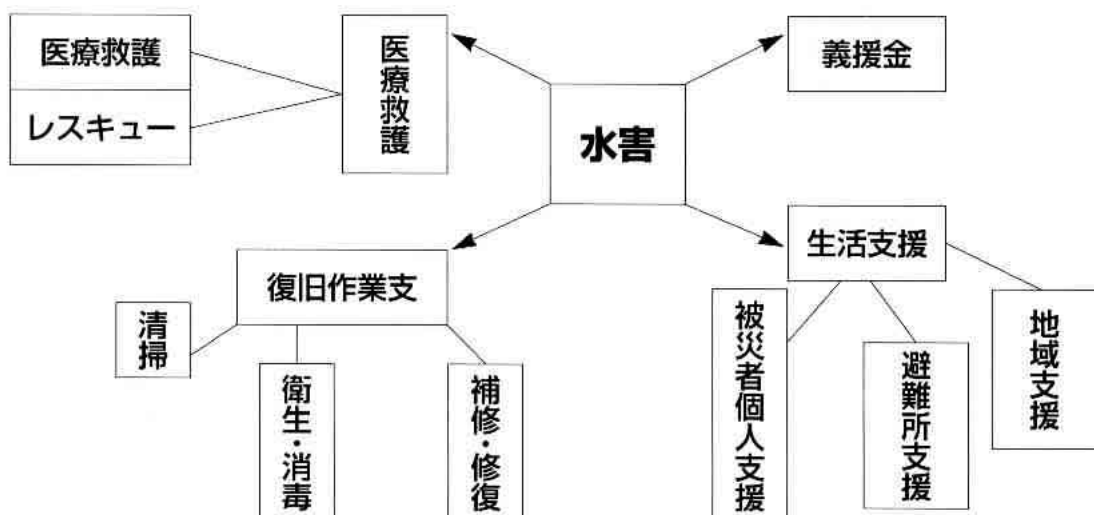 医療救護
レスキュー
医療救護
水害
義援金
復旧作業支
清掃
衛生・消毒
補修・修復
生活支援
被災者個人支援
避難所支援
地域支援